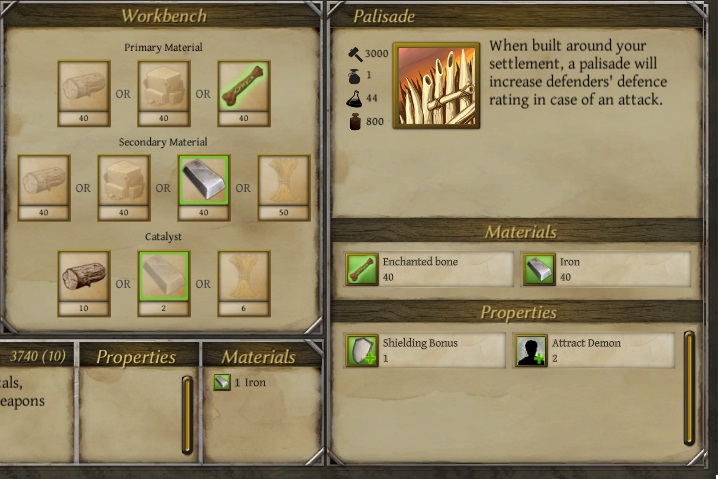 Workbench
Primary Material
OR OR
40 40 40
Secondary Material
OR OR OR
40 40 40 50
Catalyst
OR OR
10 2 6
3740 (10)
Properties
Materials
tals,
eapons
1 Iron
Palisade
3000
1
44
800
When built around your
settlement, a palisade will
increase defenders' defence
rating in case of an attack.
Materials
Enchanted bone
40
Iron
40
Properties
Shielding Bonus
1
Attract Demon
2